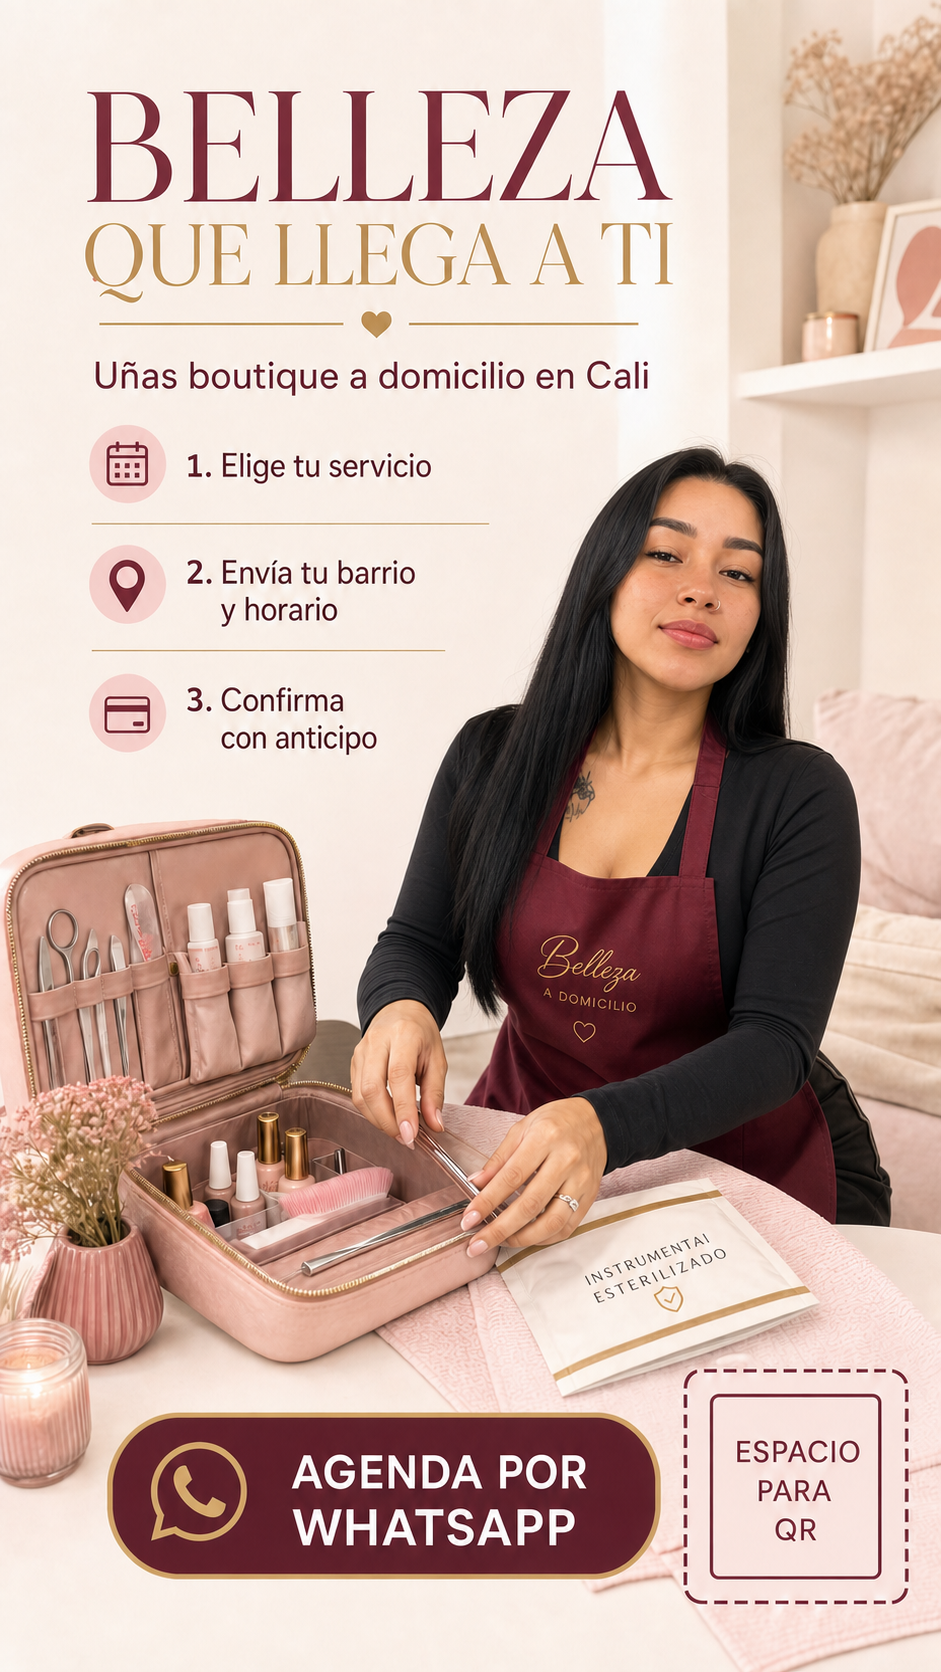 BELLEZA
QUE LLEGA A TI
Uñas boutique a domicilio en Cali
1. Elige tu servicio
2. Envía tu barrio
y horario
3. Confirma
con anticipo
Belleza
A DOMICILIO
INSTRUMENTAL
ESTERILIZADO
AGENDA POR
WHATSAPP
ESPACIO
PARA
QR